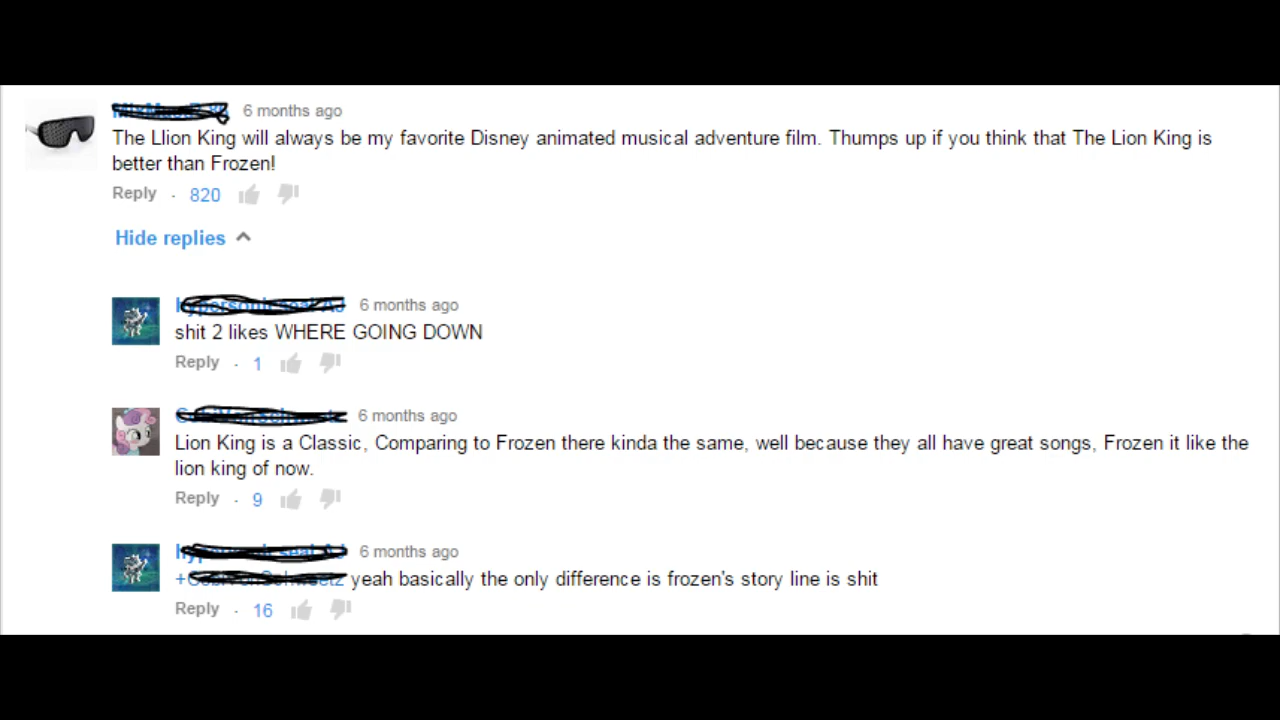 6 months ago
The Llion King will always be my favorite Disney animated musical adventure film. Thumps up if you think that The Lion King is
better than Frozen!
Reply · 820
Hide replies
6 months ago
shit 2 likes WHERE GOING DOWN
Reply · 1
6 months ago
Lion King is a Classic, Comparing to Frozen there kinda the same, well because they all have great songs, Frozen it like the
lion king of now.
Reply · 9
6 months ago
yeah basically the only difference is frozen's story line is shit
Reply · 16